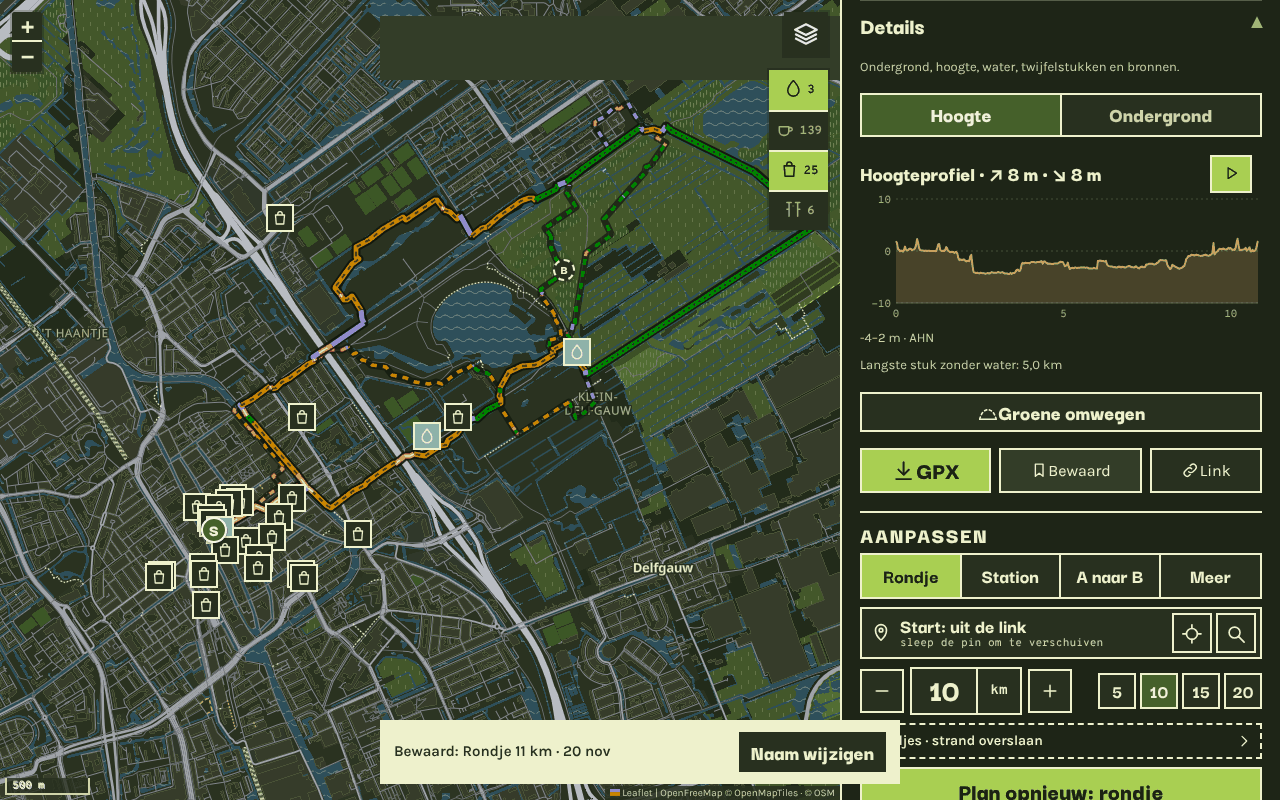 +
−
3
139
25
6
'T HAANTJE
B
KLEIN-
DELFGAUW
S
Delfgauw
500 m
Bewaard: Rondje 11 km · 20 nov
Naam wijzigen
Leaflet | OpenFreeMap © OpenMapTiles · © OSM
Details
Ondergrond, hoogte, water, twijfelstukken en bronnen.
Hoogte
Ondergrond
Hoogteprofiel · ↗ 8 m · ↘ 8 m
10
0
−10
0
5
10
-4-2 m · AHN
Langste stuk zonder water: 5,0 km
Groene omwegen
GPX
Bewaard
Link
AANPASSEN
Rondje
Station
A naar B
Meer
Start: uit de link
sleep de pin om te verschuiven
−
10
km
+
5
10
15
20
· strand overslaan
Plan opnieuw: rondje